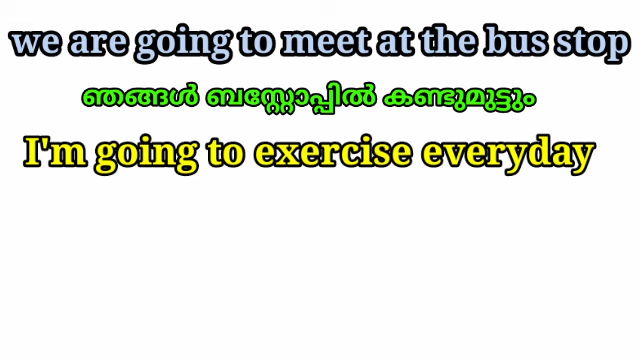 we are going to meet at the bus stop
ഞങ്ങൾ ബസ്സ്റ്റോപ്പിൽ കണ്ടുമുട്ടും
I'm going to exercise everyday